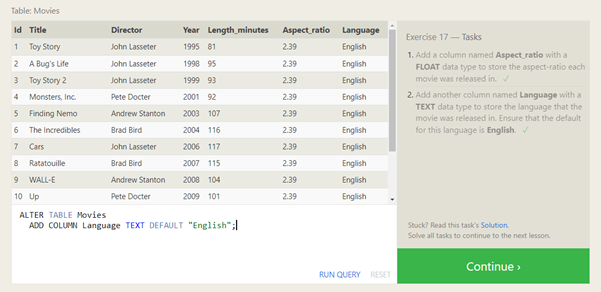 Table: Movies
Id Title Director Year Length_minutes Aspect_ratio Language
1 Toy Story John Lasseter 1995 81 2.39 English
2 A Bug's Life John Lasseter 1998 95 2.39 English
3 Toy Story 2 John Lasseter 1999 93 2.39 English
4 Monsters, Inc. Pete Docter 2001 92 2.39 English
5 Finding Nemo Andrew Stanton 2003 107 2.39 English
6 The Incredibles Brad Bird 2004 116 2.39 English
7 Cars John Lasseter 2006 117 2.39 English
8 Ratatouille Brad Bird 2007 115 2.39 English
9 WALL-E Andrew Stanton 2008 104 2.39 English
10 Up Pete Docter 2009 101 2.39 English
ALTER TABLE Movies
ADD COLUMN Language TEXT DEFAULT "English";
RUN QUERY RESET
Exercise 17 — Tasks
1. Add a column named Aspect_ratio with a
FLOAT data type to store the aspect-ratio each
movie was released in. ✓
2. Add another column named Language with a
TEXT data type to store the language that the
movie was released in. Ensure that the default
for this language is English. ✓
Stuck? Read this task's Solution.
Solve all tasks to continue to the next lesson.
Continue ›